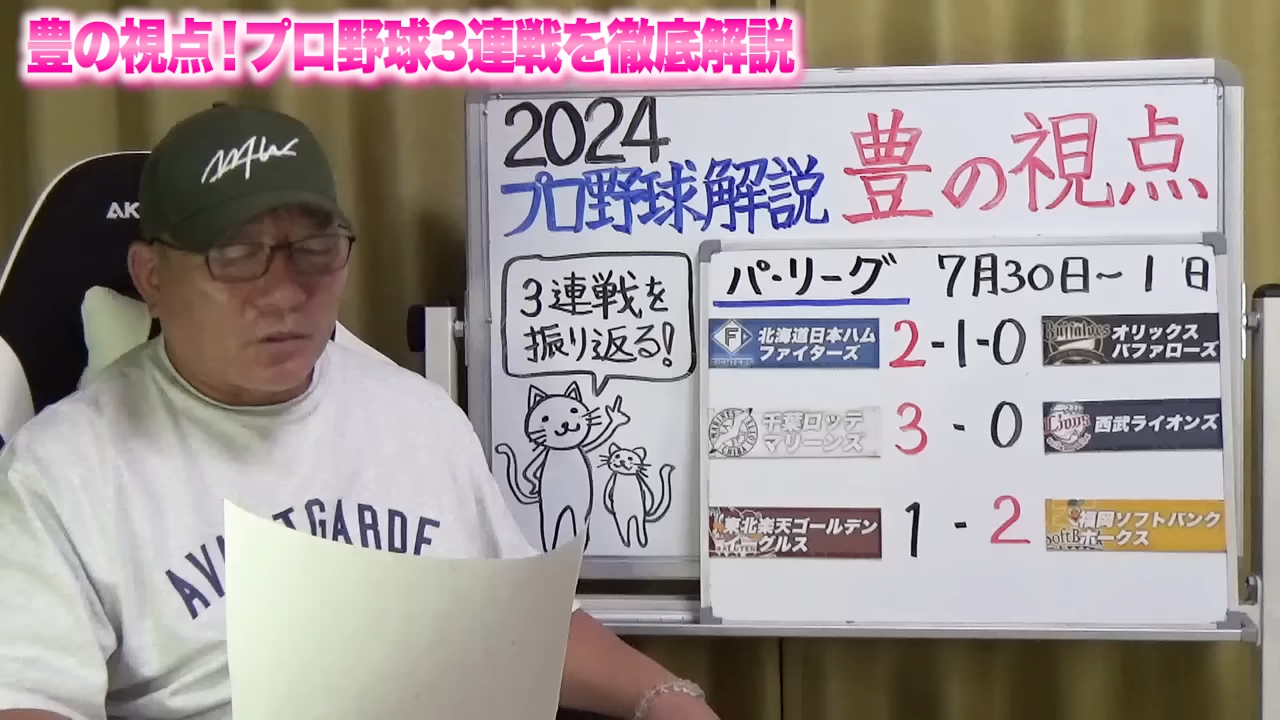 豊の視点!プロ野球3連戦を徹底解説
2024
プロ野球解説 豊の視点
3連戦を
振り返る!
パ・リーグ 7月30日～1日
北海道日本ハム
ファイターズ
2-1-0
オリックス
バファローズ
千葉ロッテ
マリーンズ
3-0
西武ライオンズ
東北楽天ゴールデン
グルス
1-2
福岡ソフトバンク
ホークス
AK
AVANTGARDE